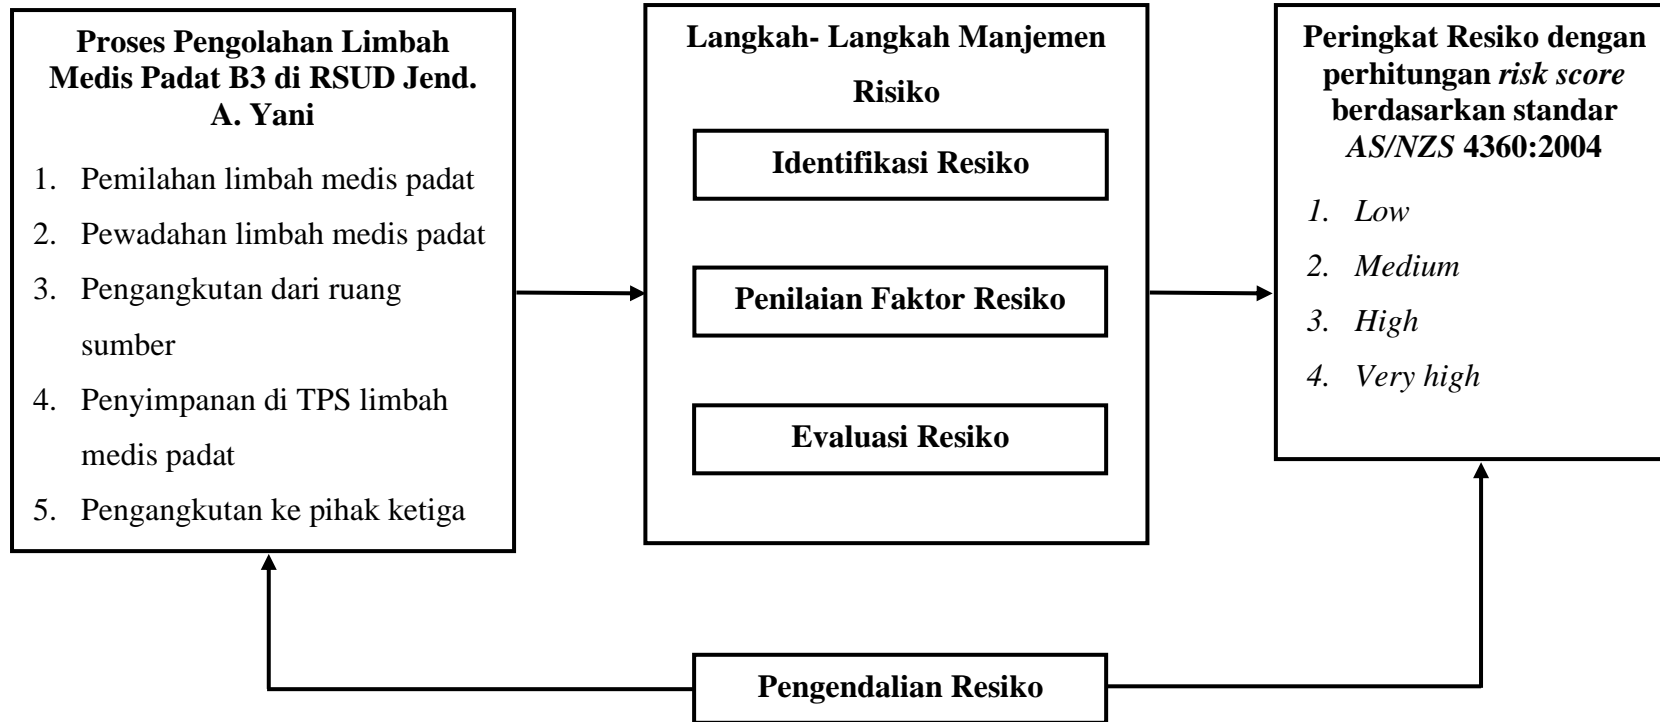 Proses Pengolahan Limbah
Medis Padat B3 di RSUD Jend.
A. Yani
1. Pemilahan limbah medis padat
2. Pewadahan limbah medis padat
3. Pengangkutan dari ruang
sumber
4. Penyimpanan di TPS limbah
medis padat
5. Pengangkutan ke pihak ketiga
Langkah- Langkah Manjemen
Risiko
Identifikasi Resiko
Penilaian Faktor Resiko
Evaluasi Resiko
Peringkat Resiko dengan
perhitungan risk score
berdasarkan standar
AS/NZS 4360:2004
1. Low
2. Medium
3. High
4. Very high
Pengendalian Resiko